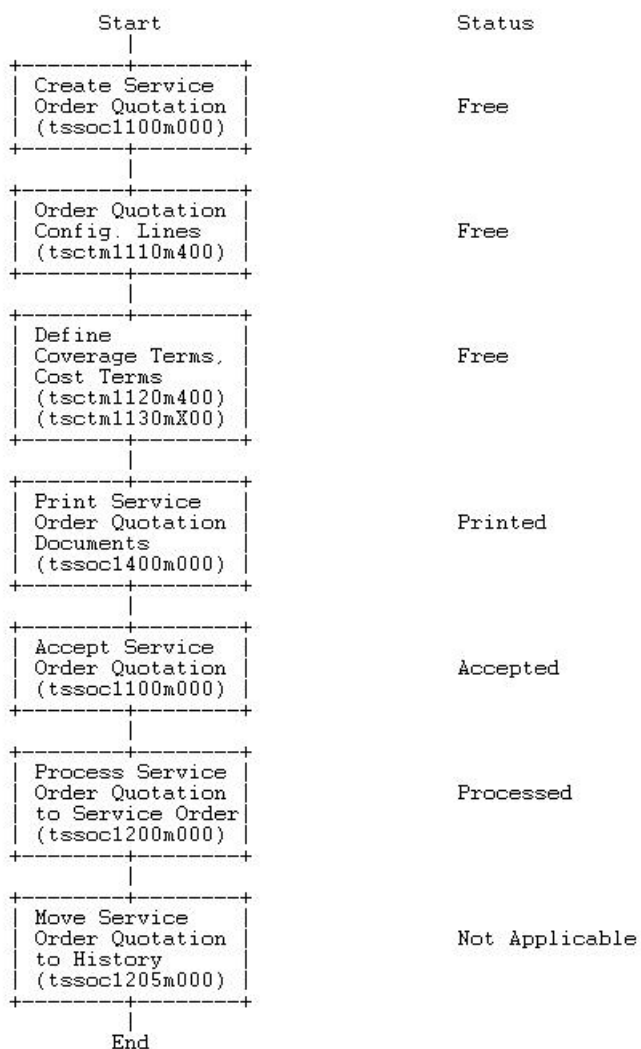 Start Status
Create Service
Order Quotation Free
(tssoc1100m000)
Order Quotation
Config. Lines Free
(tsctm1110m400)
Define
Coverage Terms, Free
Cost Terms
(tsctm1120m400)
(tsctm1130mX00)
Print Service
Order Quotation Printed
Documents
(tssoc1400m000)
Accept Service
Order Quotation Accepted
(tssoc1100m000)
Process Service
Order Quotation Processed
to Service Order
(tssoc1200m000)
Move Service
Order Quotation Not Applicable
to History
(tssoc1205m000)
End